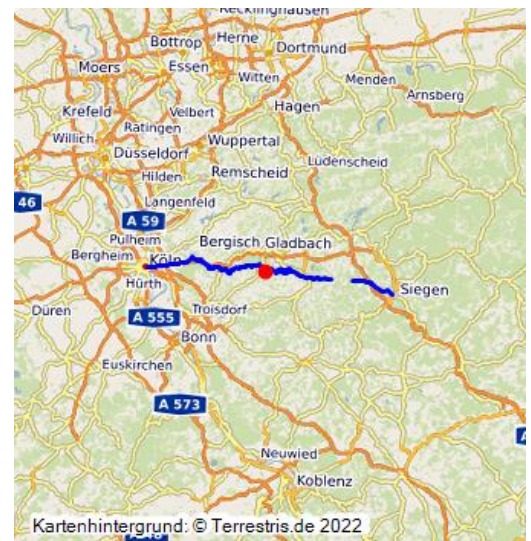 Recklinghausen
Bottrop
Herne
Dortmund
Moers
Essen
Witten
Menden
Arnsberg
Krefeld
Velbert
Hagen
Willich
Ratingen
Wuppertal
Düsseldorf
Lüdenscheid
Hilden
Remscheid
46
Langenfeld
A 59
Pulheim
Bergisch Gladbach
Bergheim
Köln
Hürth
Siegen
Düren
A 555
Troisdorf
Bonn
Euskirchen
A 573
Neuwied
Koblenz
Kartenhintergrund: © Terrestris.de 2022